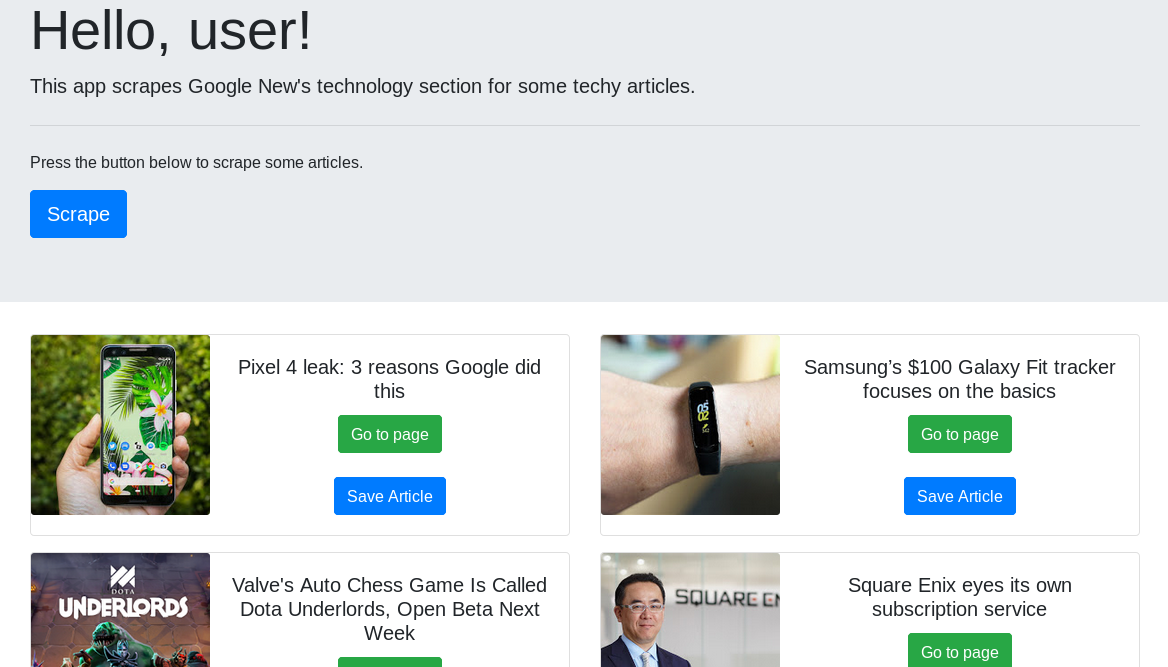 Hello, user!
This app scrapes Google New's technology section for some techy articles.
Press the button below to scrape some articles.
Scrape
Pixel 4 leak: 3 reasons Google did
this
Go to page
Save Article
Samsung’s $100 Galaxy Fit tracker
focuses on the basics
Go to page
Save Article
DOTA
UNDERLORDS
Valve's Auto Chess Game Is Called
Dota Underlords, Open Beta Next
Week
SQUARE EN
Square Enix eyes its own
subscription service
Go to page